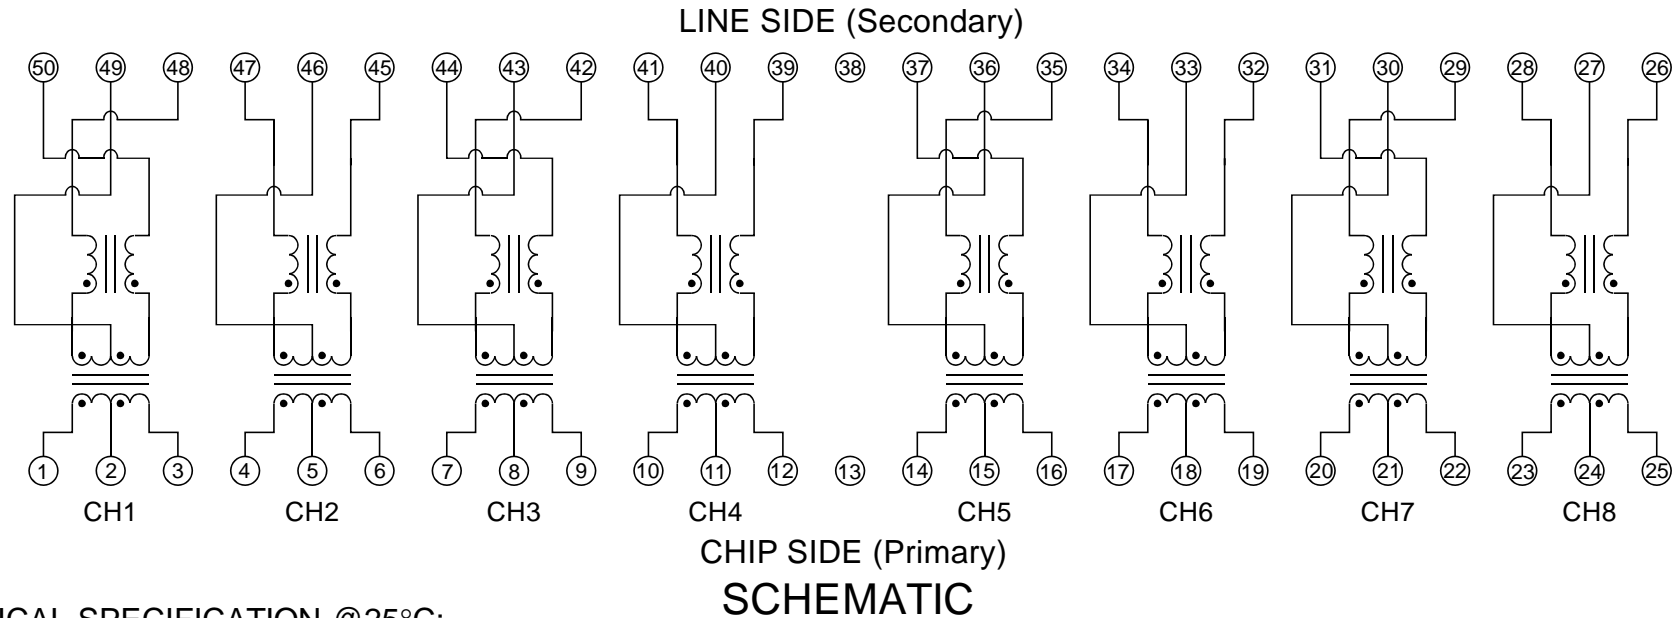 LINE SIDE (Secondary)
50 49 48 47 46 45 44 43 42 41 40 39 38 37 36 35 34 33 32 31 30 29 28 27 26
1 2 3 4 5 6 7 8 9 10 11 12 13 14 15 16 17 18 19 20 21 22 23 24 25
CH1 CH2 CH3 CH4 CH5 CH6 CH7 CH8
CHIP SIDE (Primary)
SCHEMATIC
ICAL SPECIFICATION @25°C: